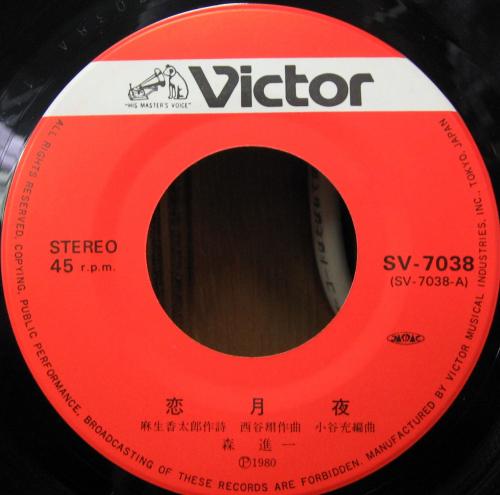 Victor
"HIS MASTER'S VOICE"
STEREO
45 r.p.m.
SV-7038
(SV-7038-A)
JASRAC
恋月夜
麻生香太郎作詩 西谷翔作曲 小谷充編曲
森進一
Ⓟ1980
ALL RIGHTS RESERVED. COPYING, PUBLIC PERFORMANCE, BROADCASTING OF THESE RECORDS ARE FORBIDDEN. MANUFACTURED BY VICTOR MUSICAL INDUSTRIES, INC., TOKYO, JAPAN